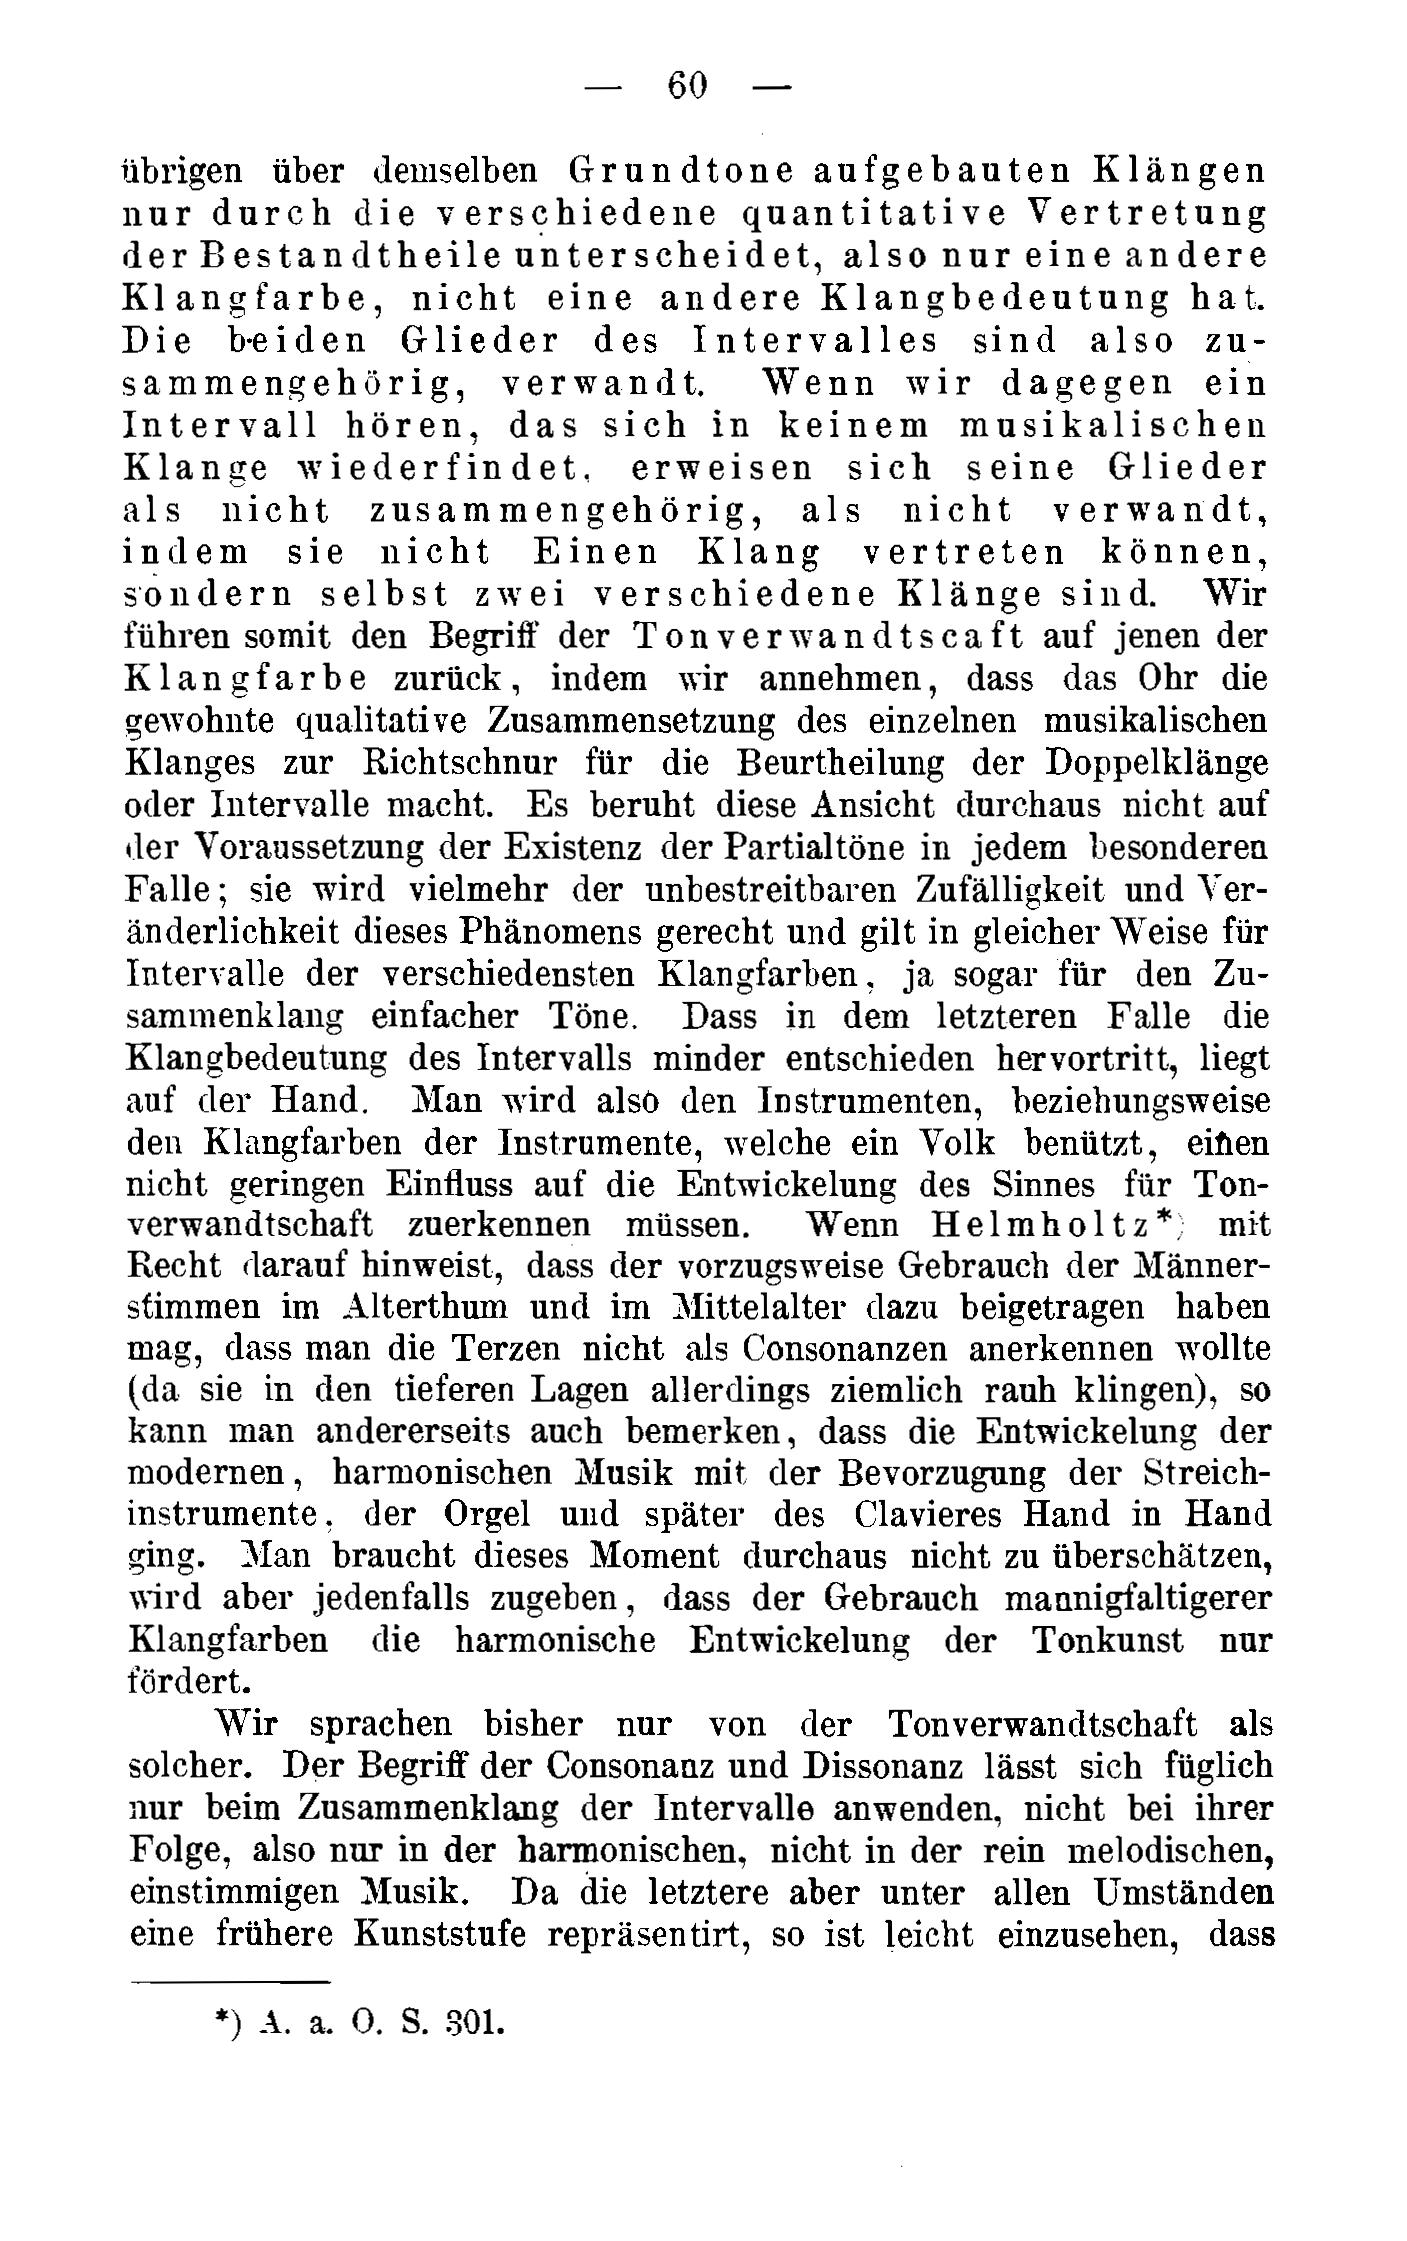 — 60 —
übrigen über demselben Grundtone aufgebauten Klängen
nur durch die verschiedene quantitative Vertretung
der Bestandtheile unterscheidet, also nur eine andere
Klangfarbe, nicht eine andere Klangbedeutung hat.
Die beiden Glieder des Intervalles sind also zu-
sammengehörig, verwandt. Wenn wir dagegen ein
Intervall hören, das sich in keinem musikalischen
Klange wiederfindet, erweisen sich seine Glieder
als nicht zusammengehörig, als nicht verwandt,
indem sie nicht Einen Klang vertreten können,
sondern selbst zwei verschiedene Klänge sind. Wir
führen somit den Begriff der Tonverwandtscaft auf jenen der
Klangfarbe zurück, indem wir annehmen, dass das Ohr die
gewohnte qualitative Zusammensetzung des einzelnen musikalischen
Klanges zur Richtschnur für die Beurtheilung der Doppelklänge
oder Intervalle macht. Es beruht diese Ansicht durchaus nicht auf
der Voraussetzung der Existenz der Partialtöne in jedem besonderen
Falle; sie wird vielmehr der unbestreitbaren Zufälligkeit und Ver-
änderlichkeit dieses Phänomens gerecht und gilt in gleicher Weise für
Intervalle der verschiedensten Klangfarben, ja sogar für den Zu-
sammenklang einfacher Töne. Dass in dem letzteren Falle die
Klangbedeutung des Intervalls minder entschieden hervortritt, liegt
auf der Hand. Man wird also den Instrumenten, beziehungsweise
den Klangfarben der Instrumente, welche ein Volk benützt, einen
nicht geringen Einfluss auf die Entwickelung des Sinnes für Ton-
verwandtschaft zuerkennen müssen. Wenn Helmholtz*) mit
Recht darauf hinweist, dass der vorzugsweise Gebrauch der Männer-
stimmen im Alterthum und im Mittelalter dazu beigetragen haben
mag, dass man die Terzen nicht als Consonanzen anerkennen wollte
(da sie in den tieferen Lagen allerdings ziemlich rauh klingen), so
kann man andererseits auch bemerken, dass die Entwickelung der
modernen, harmonischen Musik mit der Bevorzugung der Streich-
instrumente, der Orgel und später des Clavieres Hand in Hand
ging. Man braucht dieses Moment durchaus nicht zu überschätzen,
wird aber jedenfalls zugeben, dass der Gebrauch mannigfaltigerer
Klangfarben die harmonische Entwickelung der Tonkunst nur
fördert.
Wir sprachen bisher nur von der Tonverwandtschaft als
solcher. Der Begriff der Consonanz und Dissonanz lässt sich füglich
nur beim Zusammenklang der Intervalle anwenden, nicht bei ihrer
Folge, also nur in der harmonischen, nicht in der rein melodischen,
einstimmigen Musik. Da die letztere aber unter allen Umständen
eine frühere Kunststufe repräsentirt, so ist leicht einzusehen, dass
*) A. a. O. S. 301.